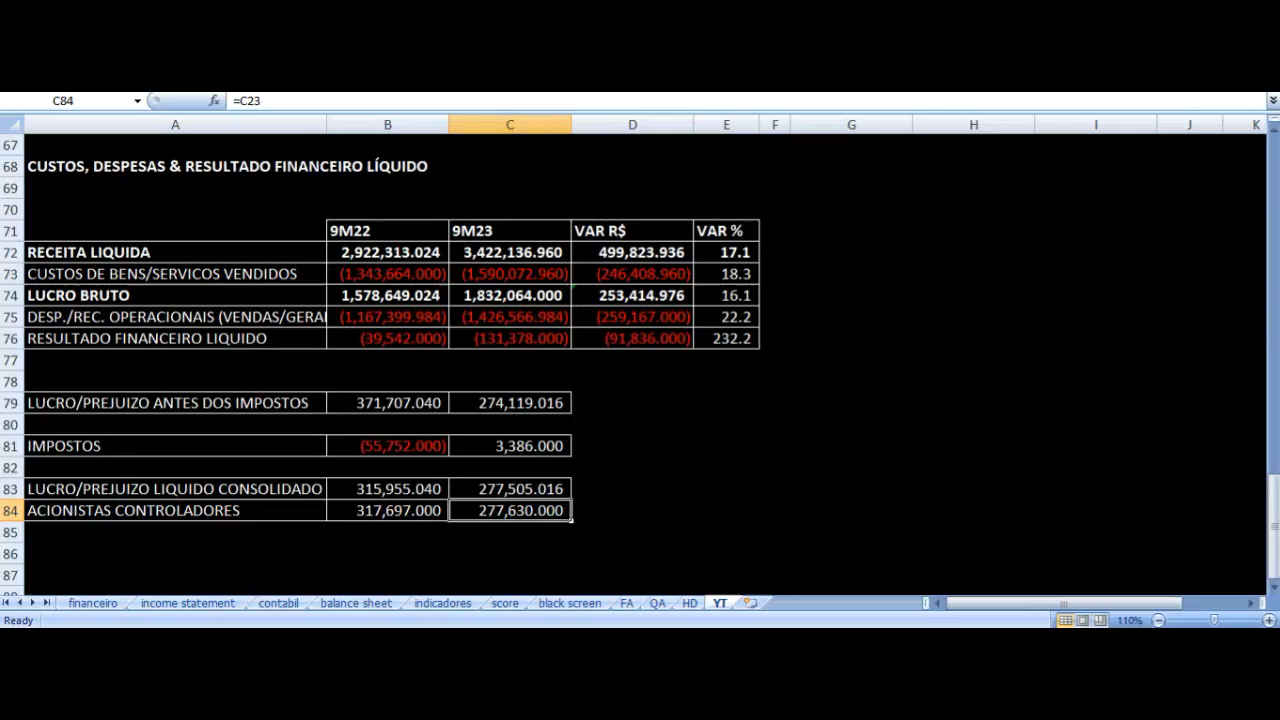 C84 fx =C23
A B C D E F G H I J K
67
68 CUSTOS, DESPESAS & RESULTADO FINANCEIRO LÍQUIDO
69
70
71 9M22 9M23 VAR R$ VAR %
72 RECEITA LIQUIDA 2,922,313.024 3,422,136.960 499,823.936 17.1
73 CUSTOS DE BENS/SERVICOS VENDIDOS (1,343,664.000) (1,590,072.960) (246,408.960) 18.3
74 LUCRO BRUTO 1,578,649.024 1,832,064.000 253,414.976 16.1
75 DESP./REC. OPERACIONAIS (VENDAS/GERAI (1,167,399.984) (1,426,566.984) (259,167.000) 22.2
76 RESULTADO FINANCEIRO LIQUIDO (39,542.000) (131,378.000) (91,836.000) 232.2
77
78
79 LUCRO/PREJUIZO ANTES DOS IMPOSTOS 371,707.040 274,119.016
80
81 IMPOSTOS (55,752.000) 3,386.000
82
83 LUCRO/PREJUIZO LIQUIDO CONSOLIDADO 315,955.040 277,505.016
84 ACIONISTAS CONTROLADORES 317,697.000 277,630.000
85
86
87
financeiro income statement contabil balance sheet indicadores score black screen FA QA HD YT
Ready 110%